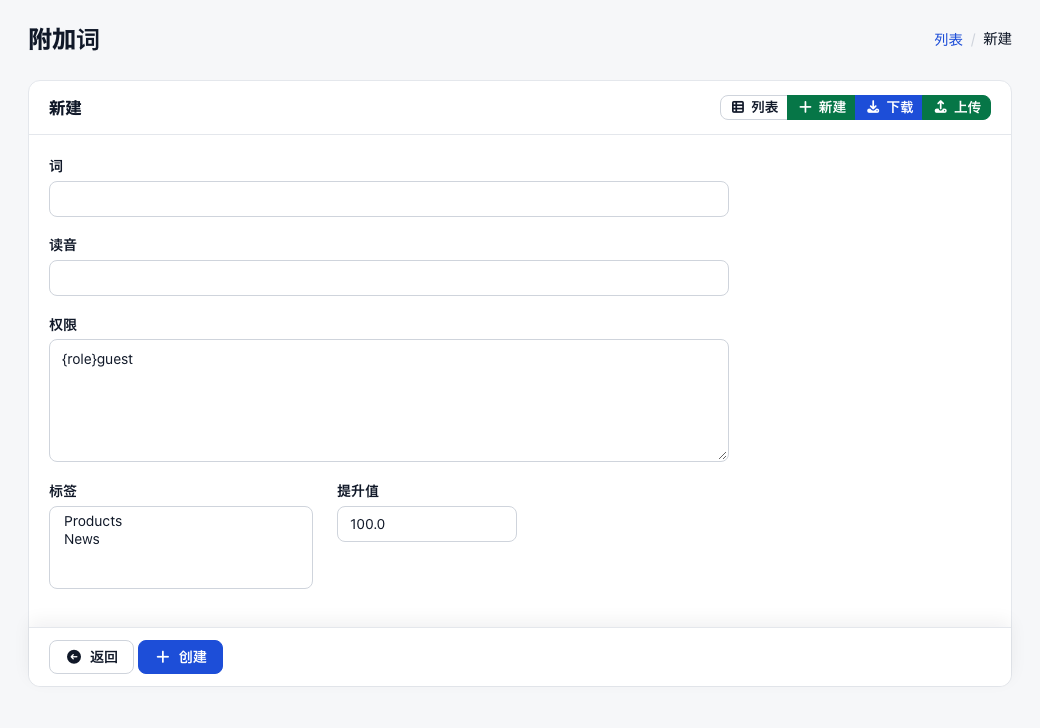 附加词
列表 / 新建
新建
列表 新建 下载 上传
词
读音
权限
{role}guest
标签
提升值
Products
News
100.0
返回 创建